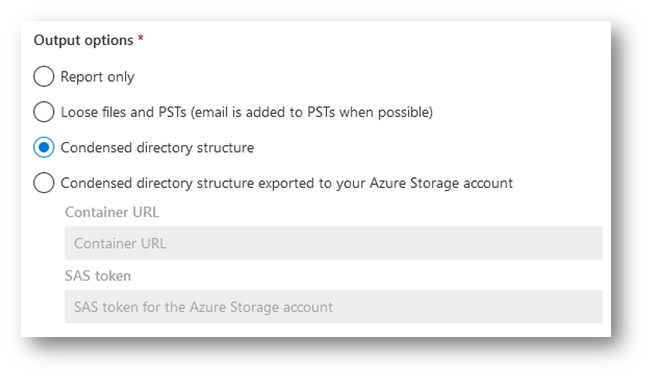 Output options *
Report only
Loose files and PSTs (email is added to PSTs when possible)
Condensed directory structure
Condensed directory structure exported to your Azure Storage account
Container URL
Container URL
SAS token
SAS token for the Azure Storage account